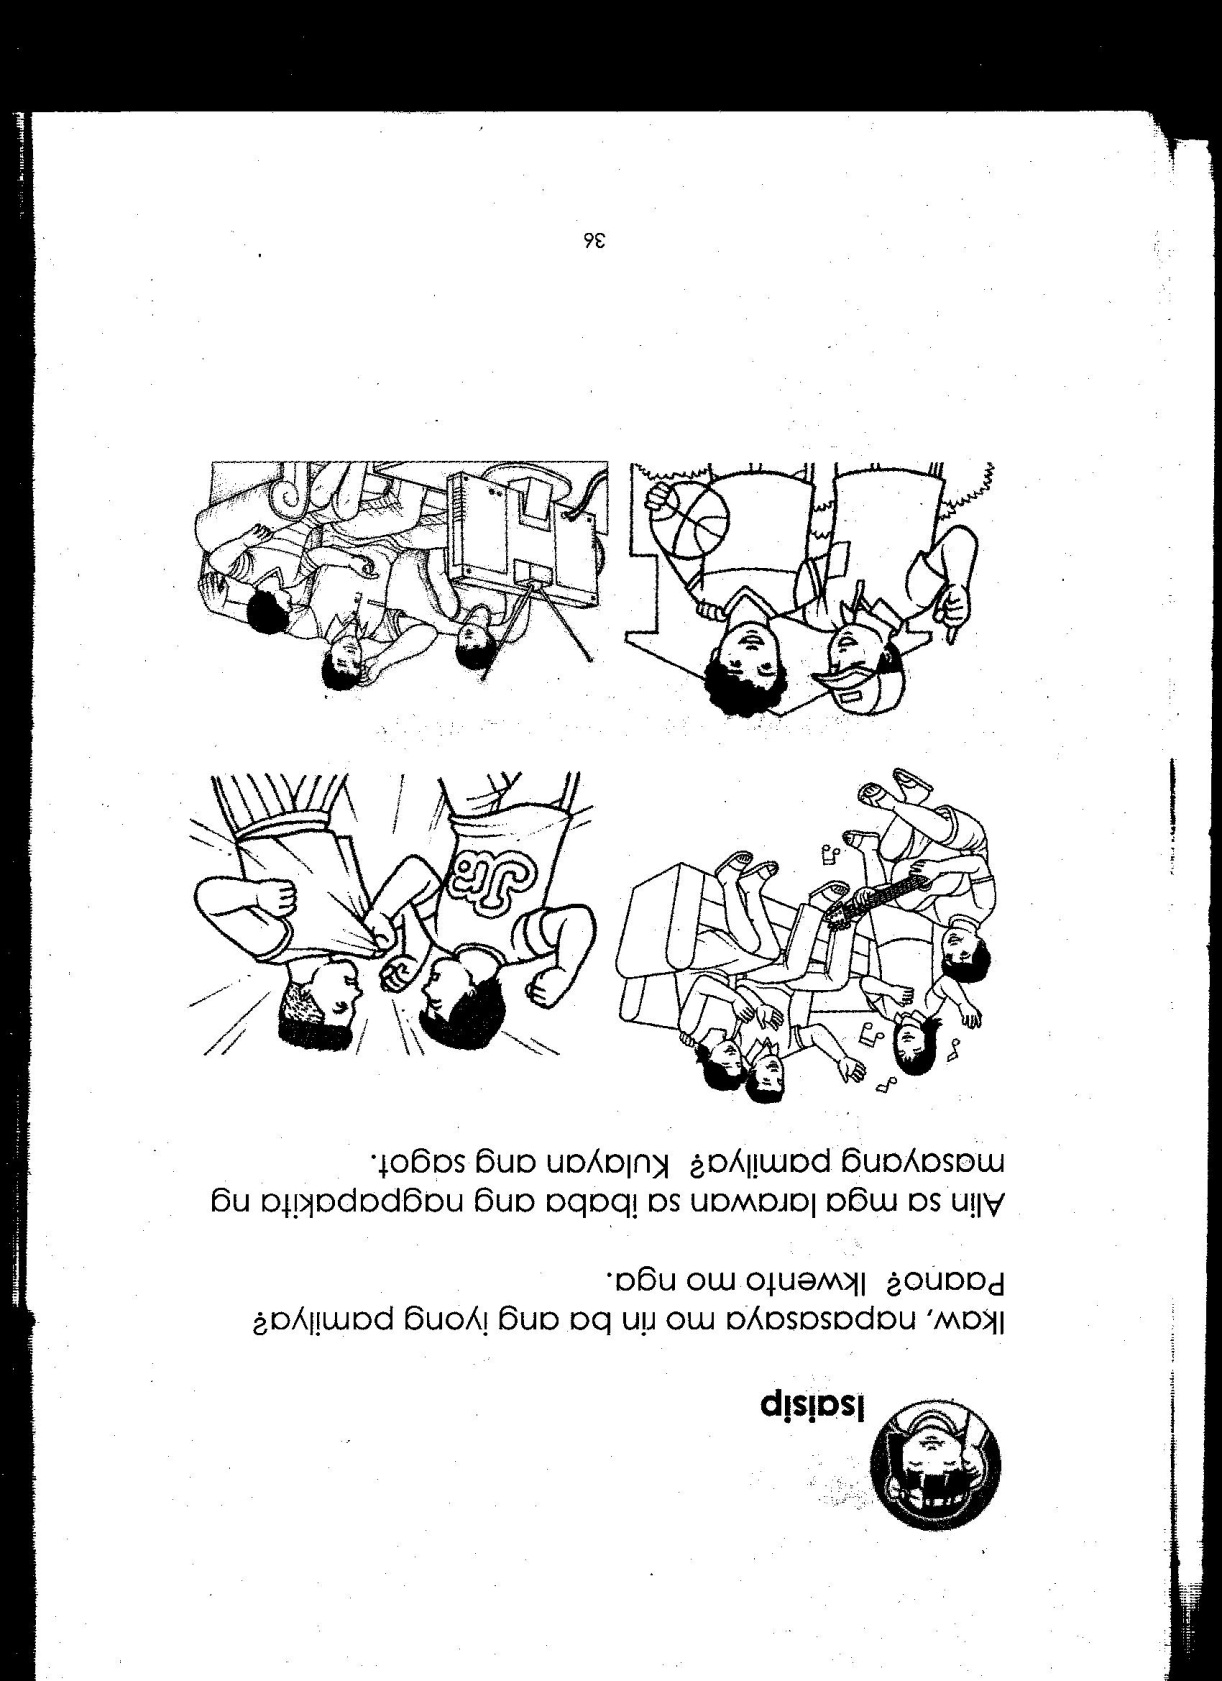 Isaisip
Ikaw, napasasaya mo rin ba ang iyong pamilya?
Paano? Ikwento mo nga.
Alin sa mga larawan sa ibaba ang nagpapakita ng
masayang pamilya? Kulayan ang sagot.
36